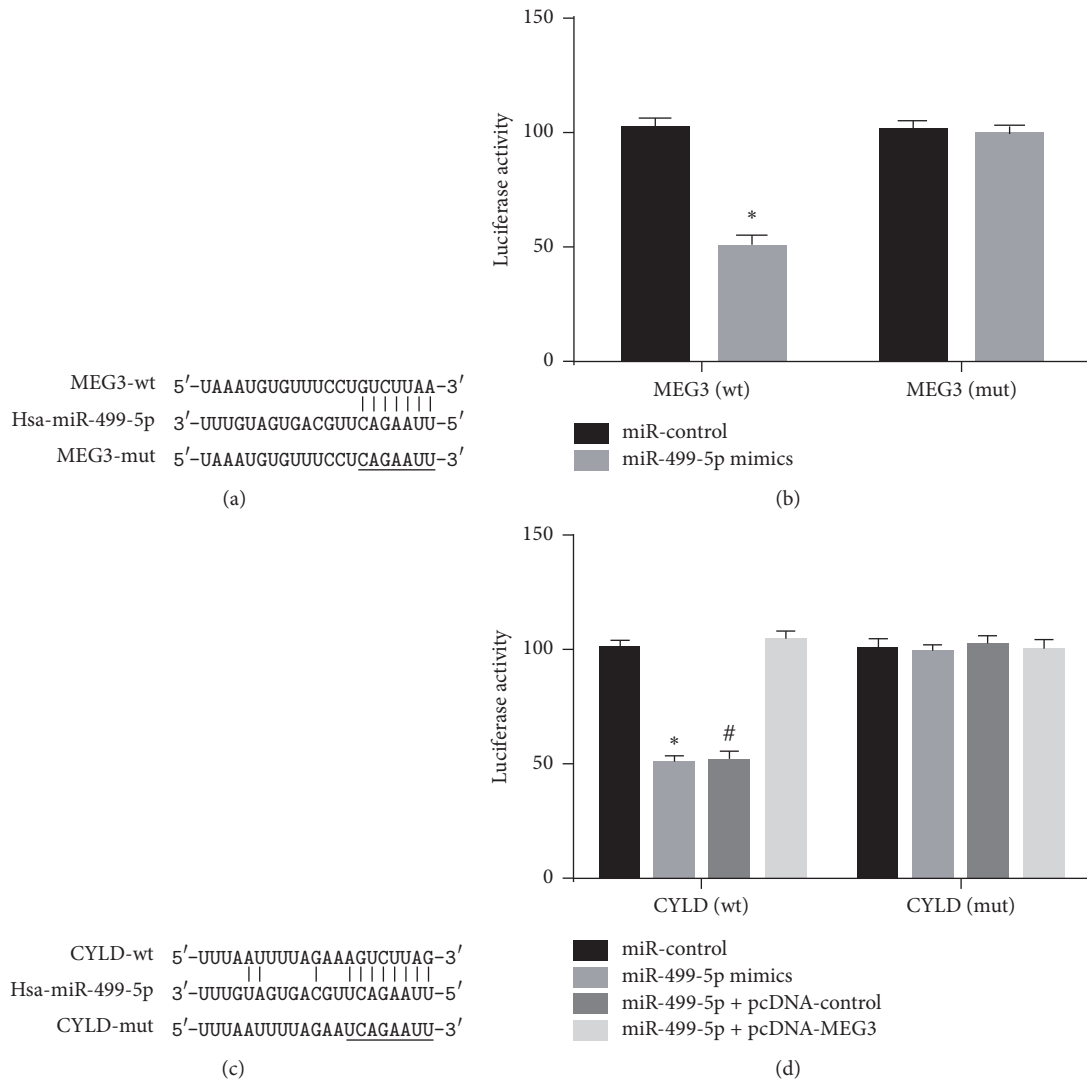 MEG3-wt 5′-UAAAUGUGUUUCCUGUCUUAA-3′
Hsa-miR-499-5p 3′-UUUGUAGUGACGUUCAGAAUU-5′
MEG3-mut 5′-UAAAUGUGUUUCCUCAGAAUU-3′
(a)
150
100
50
0
Luciferase activity
*
MEG3 (wt)
MEG3 (mut)
miR-control
miR-499-5p mimics
(b)
CYLD-wt 5′-UUUAAUUUUAGAAAGUCUUAG-3′
Hsa-miR-499-5p 3′-UUUGUAGUGACGUUCAGAAUU-5′
CYLD-mut 5′-UUUAAUUUUAGAAUCAGAAUU-3′
(c)
150
100
50
0
Luciferase activity
*
#
CYLD (wt)
CYLD (mut)
miR-control
miR-499-5p mimics
miR-499-5p + pcDNA-control
miR-499-5p + pcDNA-MEG3
(d)